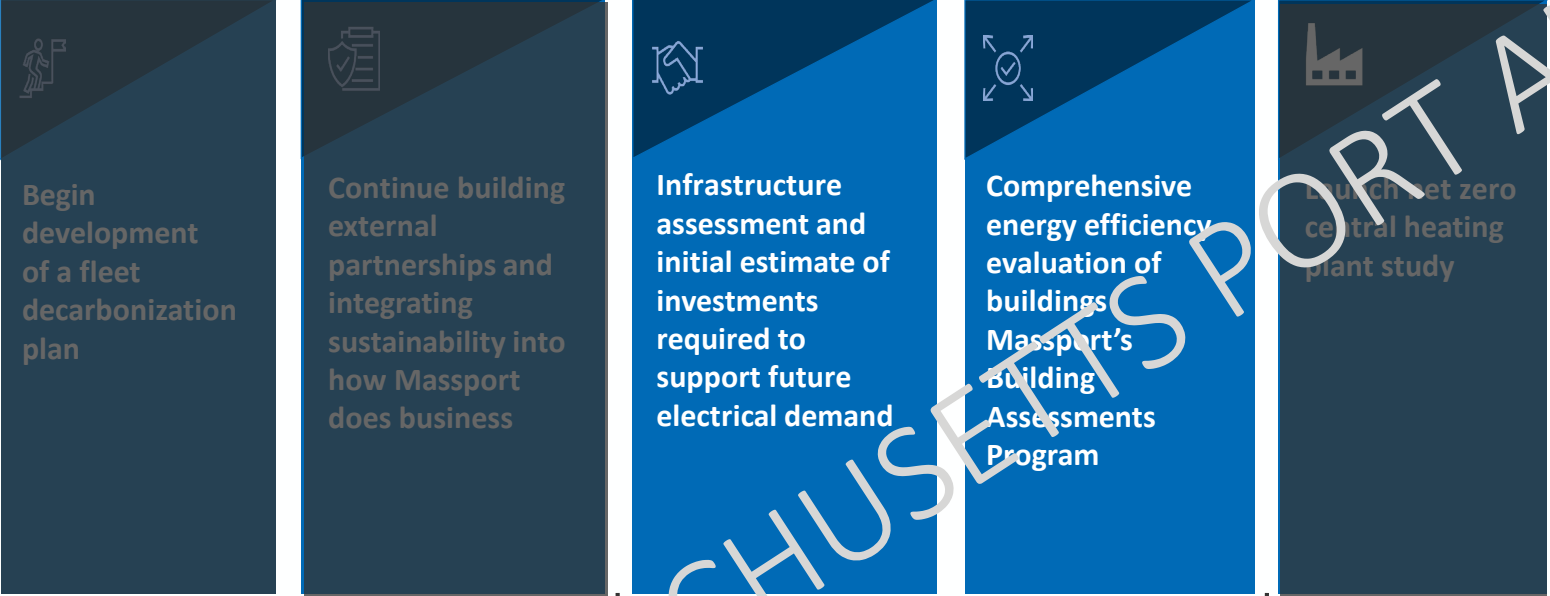 Begin
development
of a fleet
decarbonization
plan
Continue building
external
partnerships and
integrating
sustainability into
how Massport
does business
Infrastructure
assessment and
initial estimate of
investments
required to
support future
electrical demand
Comprehensive
energy efficiency
evaluation of
buildings
Massport’s
Building
Assessments
Program
Launch net zero
central heating
plant study
CHUSETTS PORT A